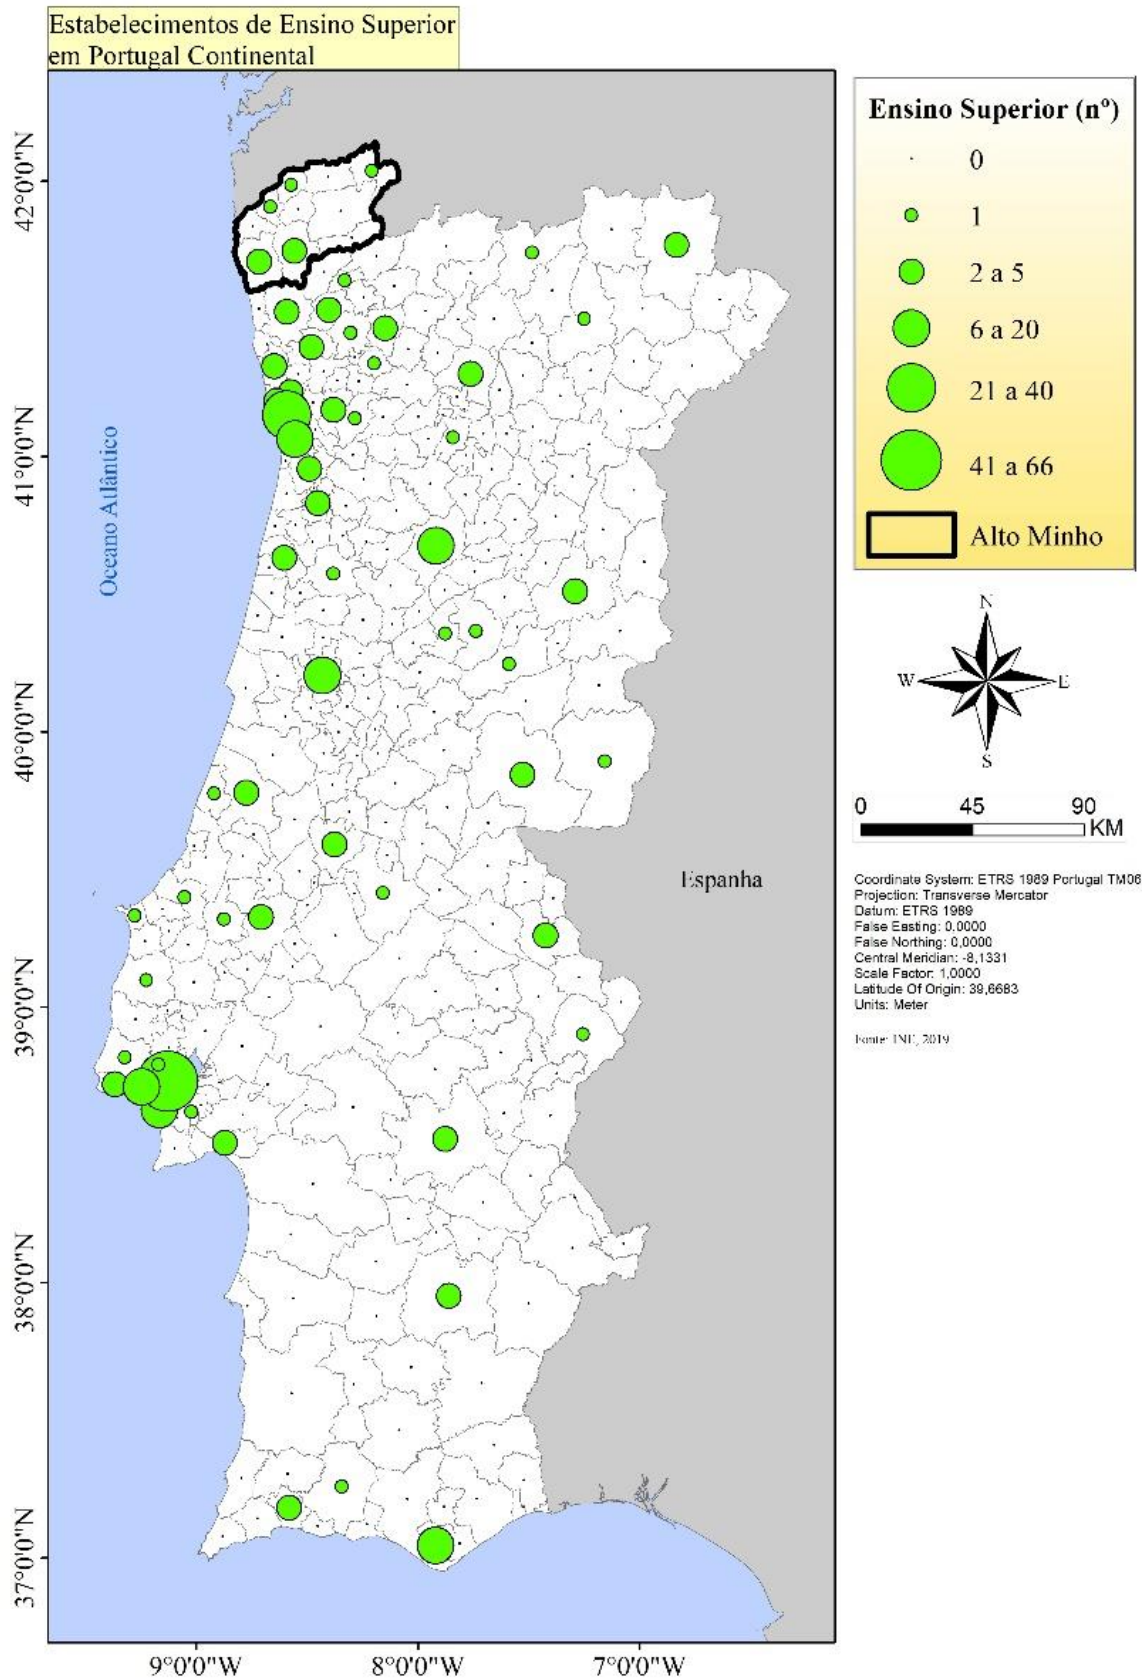 Estabelecimentos de Ensino Superior
em Portugal Continental
42°0'0"N
41°0'0"N
40°0'0"N
39°0'0"N
38°0'0"N
37°0'0"N
9°0'0"W
8°0'0"W
7°0'0"W
Oceano Atlântico
Espanha
Ensino Superior (nº)
0
1
2 a 5
6 a 20
21 a 40
41 a 66
Alto Minho
N
W
E
S
0 45 90
KM
Coordinate System: ETRS 1989 Portugal TM06
Projection: Transverse Mercator
Datum: ETRS 1989
False Easting: 0,0000
False Northing: 0,0000
Central Meridian: -8,1331
Scale Factor: 1,0000
Latitude Of Origin: 39,6683
Units: Meter
Fonte: INE, 2019